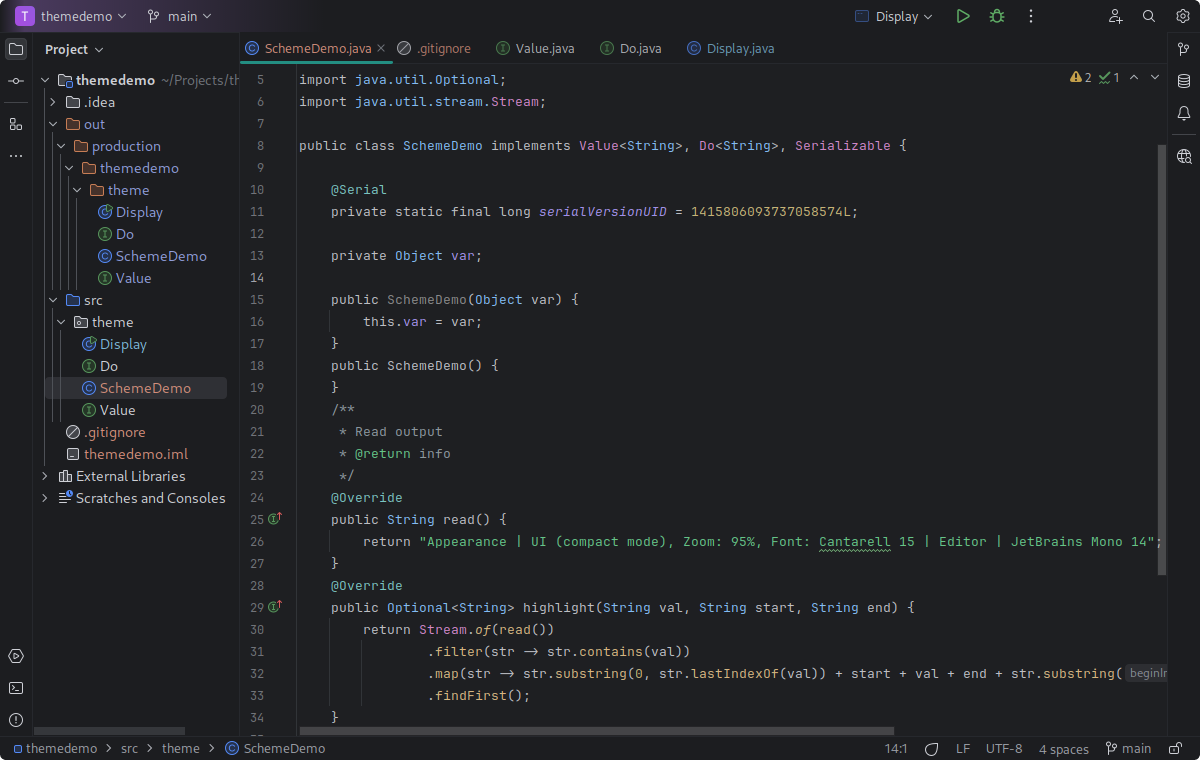 T themedemo main Display
Project
SchemeDemo.java .gitignore Value.java Do.java Display.java
themedemo ~/Projects/th
.idea
out
production
themedemo
theme
Display
Do
SchemeDemo
Value
src
theme
Display
Do
SchemeDemo
Value
.gitignore
themedemo.iml
External Libraries
Scratches and Consoles
2 1
5 import java.util.Optional;
6 import java.util.stream.Stream;
7
8 public class SchemeDemo implements Value<String>, Do<String>, Serializable {
9
10 @Serial
11 private static final long serialVersionUID = 1415806093737058574L;
12
13 private Object var;
14
15 public SchemeDemo(Object var) {
16 this.var = var;
17 }
18 public SchemeDemo() {
19 }
20 /**
21 * Read output
22 * @return info
23 */
24 @Override
25 public String read() {
26 return "Appearance | UI (compact mode), Zoom: 95%, Font: Cantarell 15 | Editor | JetBrains Mono 14";
27 }
28 @Override
29 public Optional<String> highlight(String val, String start, String end) {
30 return Stream.of(read())
31 .filter(str -> str.contains(val))
32 .map(str -> str.substring(0, str.lastIndexOf(val)) + start + val + end + str.substring(
33 .findFirst();
34 }
themedemo > src > theme > SchemeDemo
14:1 LF UTF-8 4 spaces main